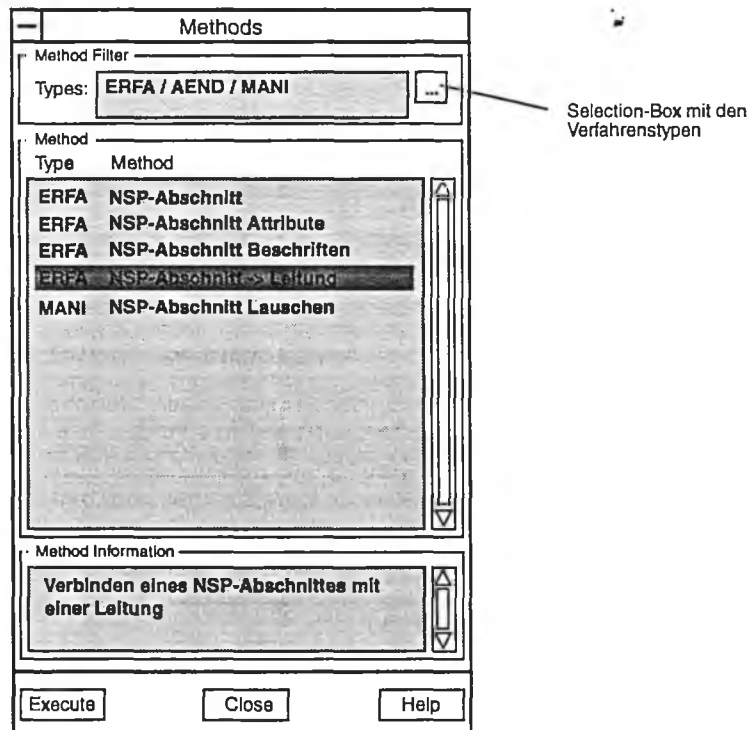 Methods
Method Filter
Types: ERFA / AEND / MANI ...
Selection-Box mit den
Verfahrenstypen
Method
Type Method
ERFA NSP-Abschnitt
ERFA NSP-Abschnitt Attribute
ERFA NSP-Abschnitt Beschriften
ERFA NSP-Abschnitt -> Leitung
MANI NSP-Abschnitt Lauschen
Method Information
Verbinden eines NSP-Abschnittes mit
einer Leitung
Execute Close Help